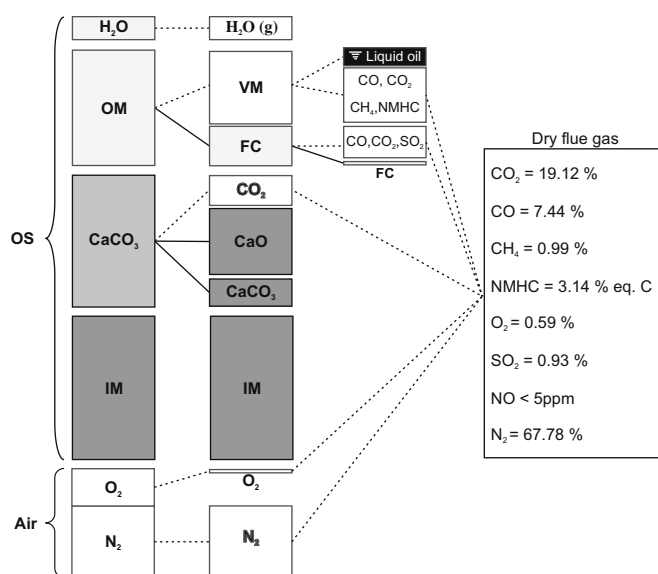 H₂O
H₂O (g)
Liquid oil
OM
VM
CO, CO₂
CH₄,NMHC
FC
CO,CO₂,SO₂
FC
Dry flue gas
CO₂ = 19.12 %
CO = 7.44 %
CH₄ = 0.99 %
NMHC = 3.14 % eq. C
O₂ = 0.59 %
SO₂ = 0.93 %
NO < 5ppm
N₂ = 67.78 %
OS
CaCO₃
CO₂
CaO
CaCO₃
IM
IM
Air
O₂
O₂
N₂
N₂